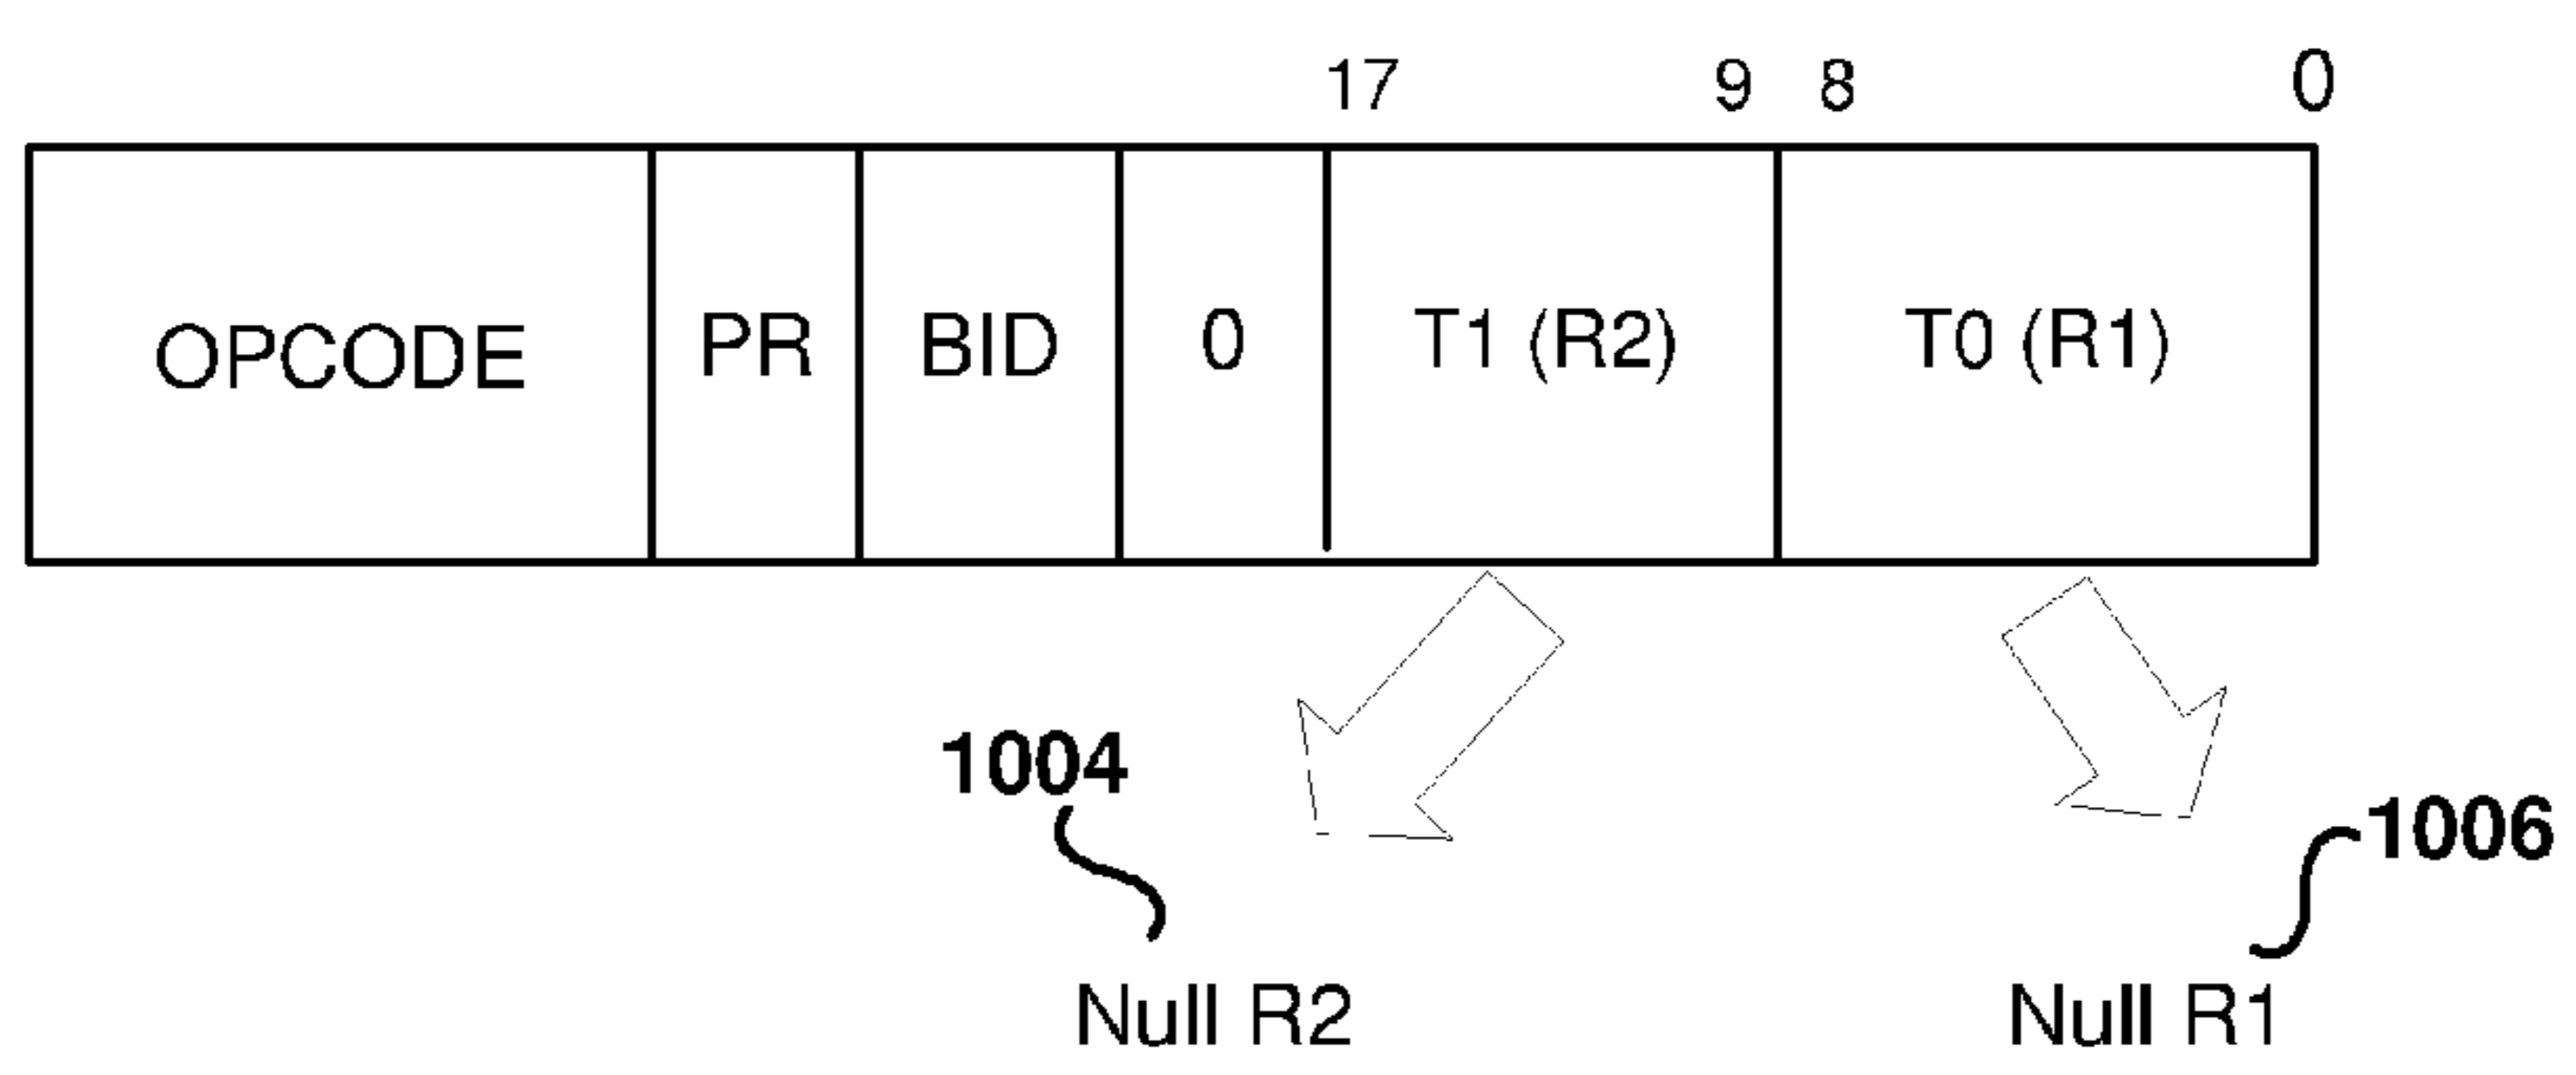 17 9 8 0
OPCODE PR BID 0 T1 (R2) T0 (R1)
1004
1006
Null R2 Null R1